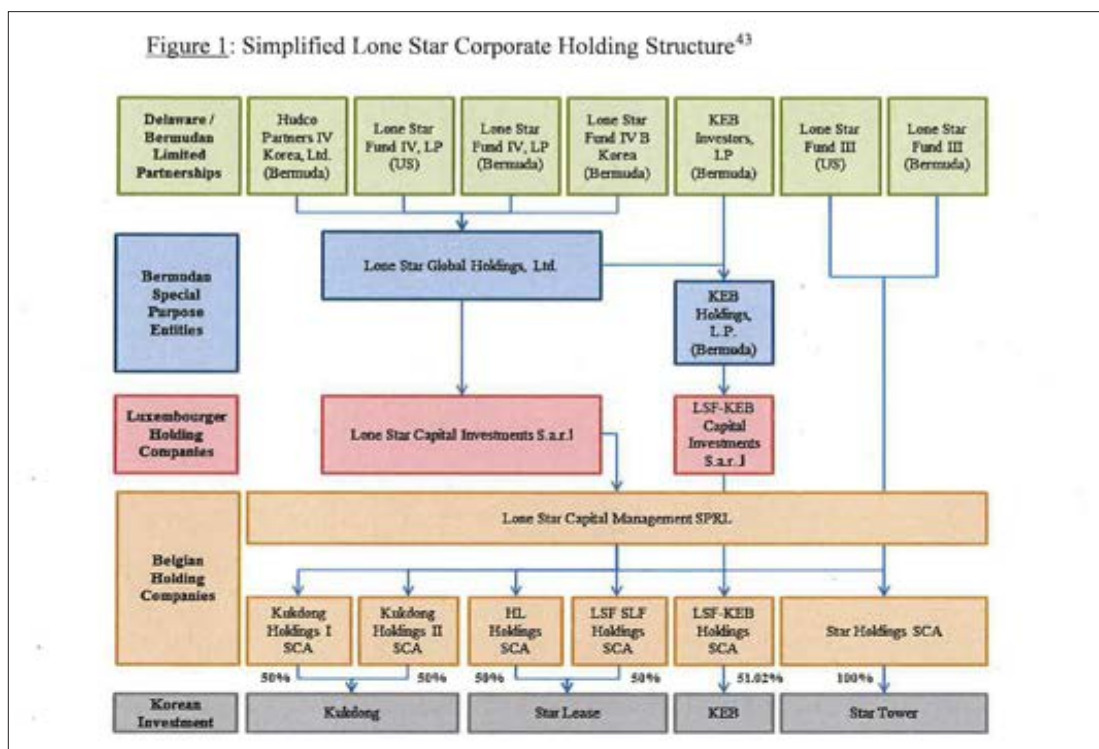 Figure 1: Simplified Lone Star Corporate Holding Structure43
Delaware /
Bermudan
Limited
Partnerships
Hudco
Partners IV
Korea, Ltd.
(Bermuda)
Lone Star
Fund IV, LP
(US)
Lone Star
Fund IV, LP
(Bermuda)
Lone Star
Fund IV B
Korea
(Bermuda)
KEB
Investors,
LP
(Bermuda)
Lone Star
Fund III
(US)
Lone Star
Fund III
(Bermuda)
Bermudan
Special
Purpose
Entities
Lone Star Global Holdings, Ltd.
KEB
Holdings,
L.P.
(Bermuda)
Luxembourger
Holding
Companies
Lone Star Capital Investments S.a.r.l
LSF-KEB
Capital
Investments
S.a.r.l
Belgian
Holding
Companies
Lone Star Capital Management SPRL
Kukdong
Holdings I
SCA
Kukdong
Holdings II
SCA
HL
Holdings
SCA
LSF SLF
Holdings
SCA
LSF-KEB
Holdings
SCA
Star Holdings SCA
50%
50%
50%
50%
51.02%
100%
Korean
Investment
Kukdong
Star Lease
KEB
Star Tower